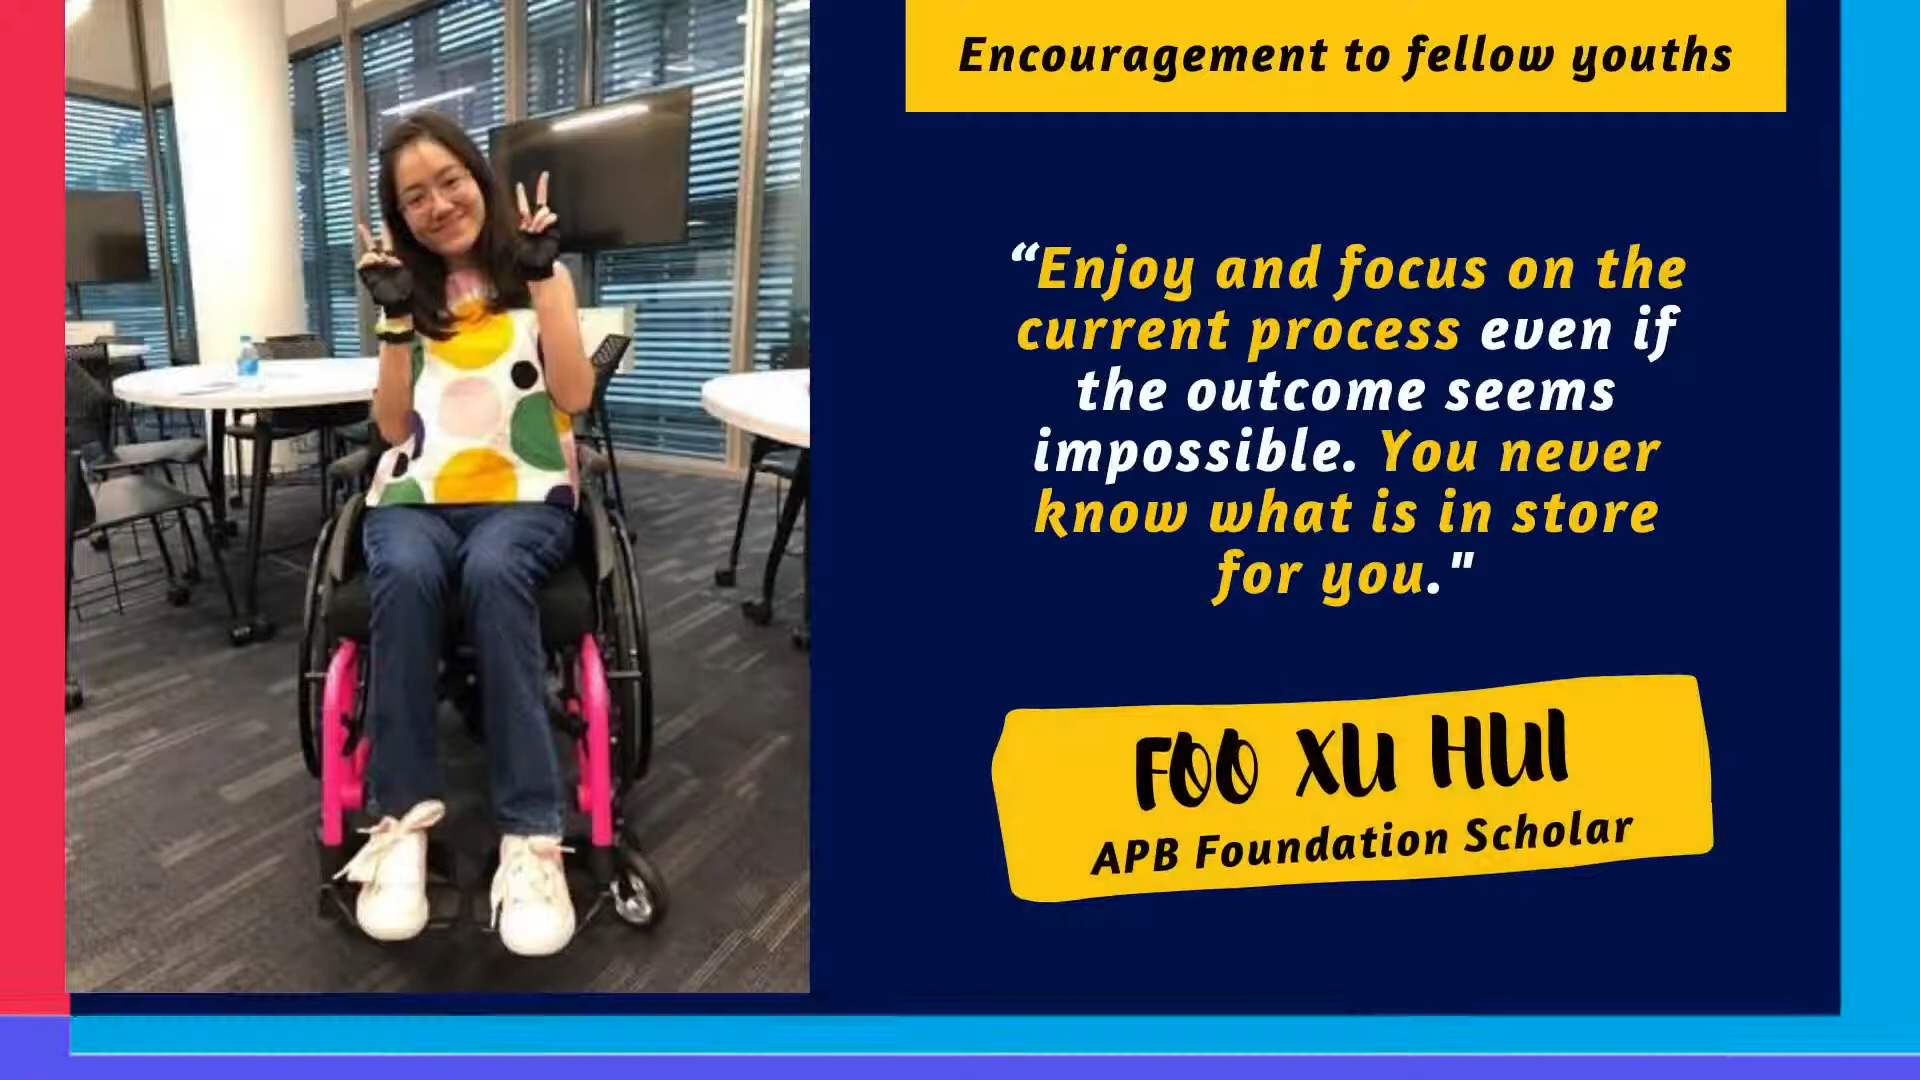 Encouragement to fellow youths
“Enjoy and focus on the
current process even if
the outcome seems
impossible. You never
know what is in store
for you."
FOO XU HUI
APB Foundation Scholar